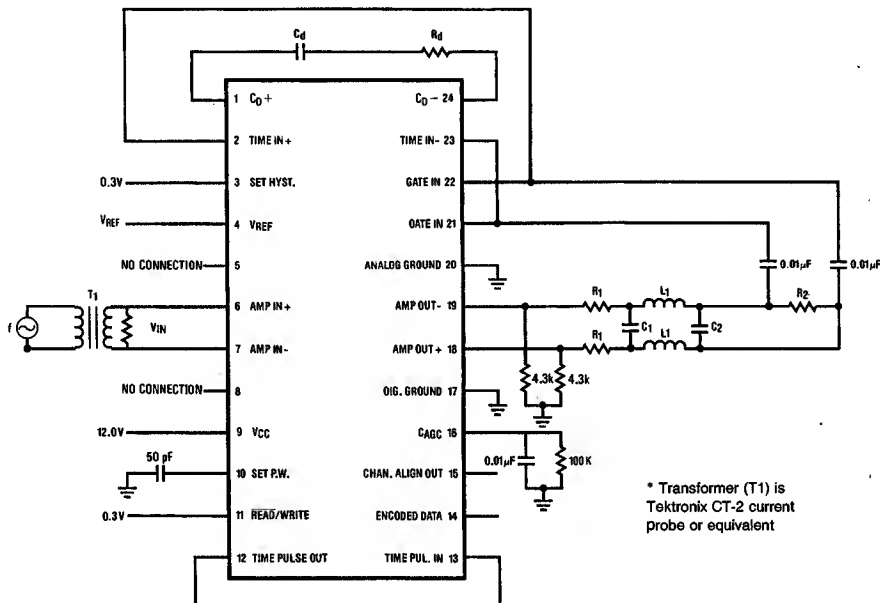 Cd
Rd
1 CD+
CD− 24
2 TIME IN+
TIME IN- 23
0.3V
3 SET HYST.
GATE IN 22
VREF
4 VREF
OATE IN 21
0.01µF
0.01µF
NO CONNECTION
5
ANALOG GROUND 20
T1
f
VIN
6 AMP IN+
AMP OUT- 19
R1
L1
R2
C1
C2
7 AMP IN-
AMP OUT+ 18
R1
L1
4.3k
4.3k
NO CONNECTION
8
OIG. GROUND 17
12.0V
9 VCC
CAGC 16
50 pF
10 SET P.W.
0.01µF
100K
CHAN. ALIGN OUT 15
0.3V
11 READ/WRITE
ENCODED DATA 14
12 TIME PULSE OUT
TIME PUL. IN 13
* Transformer (T1) is
Tektronix CT-2 current
probe or equivalent